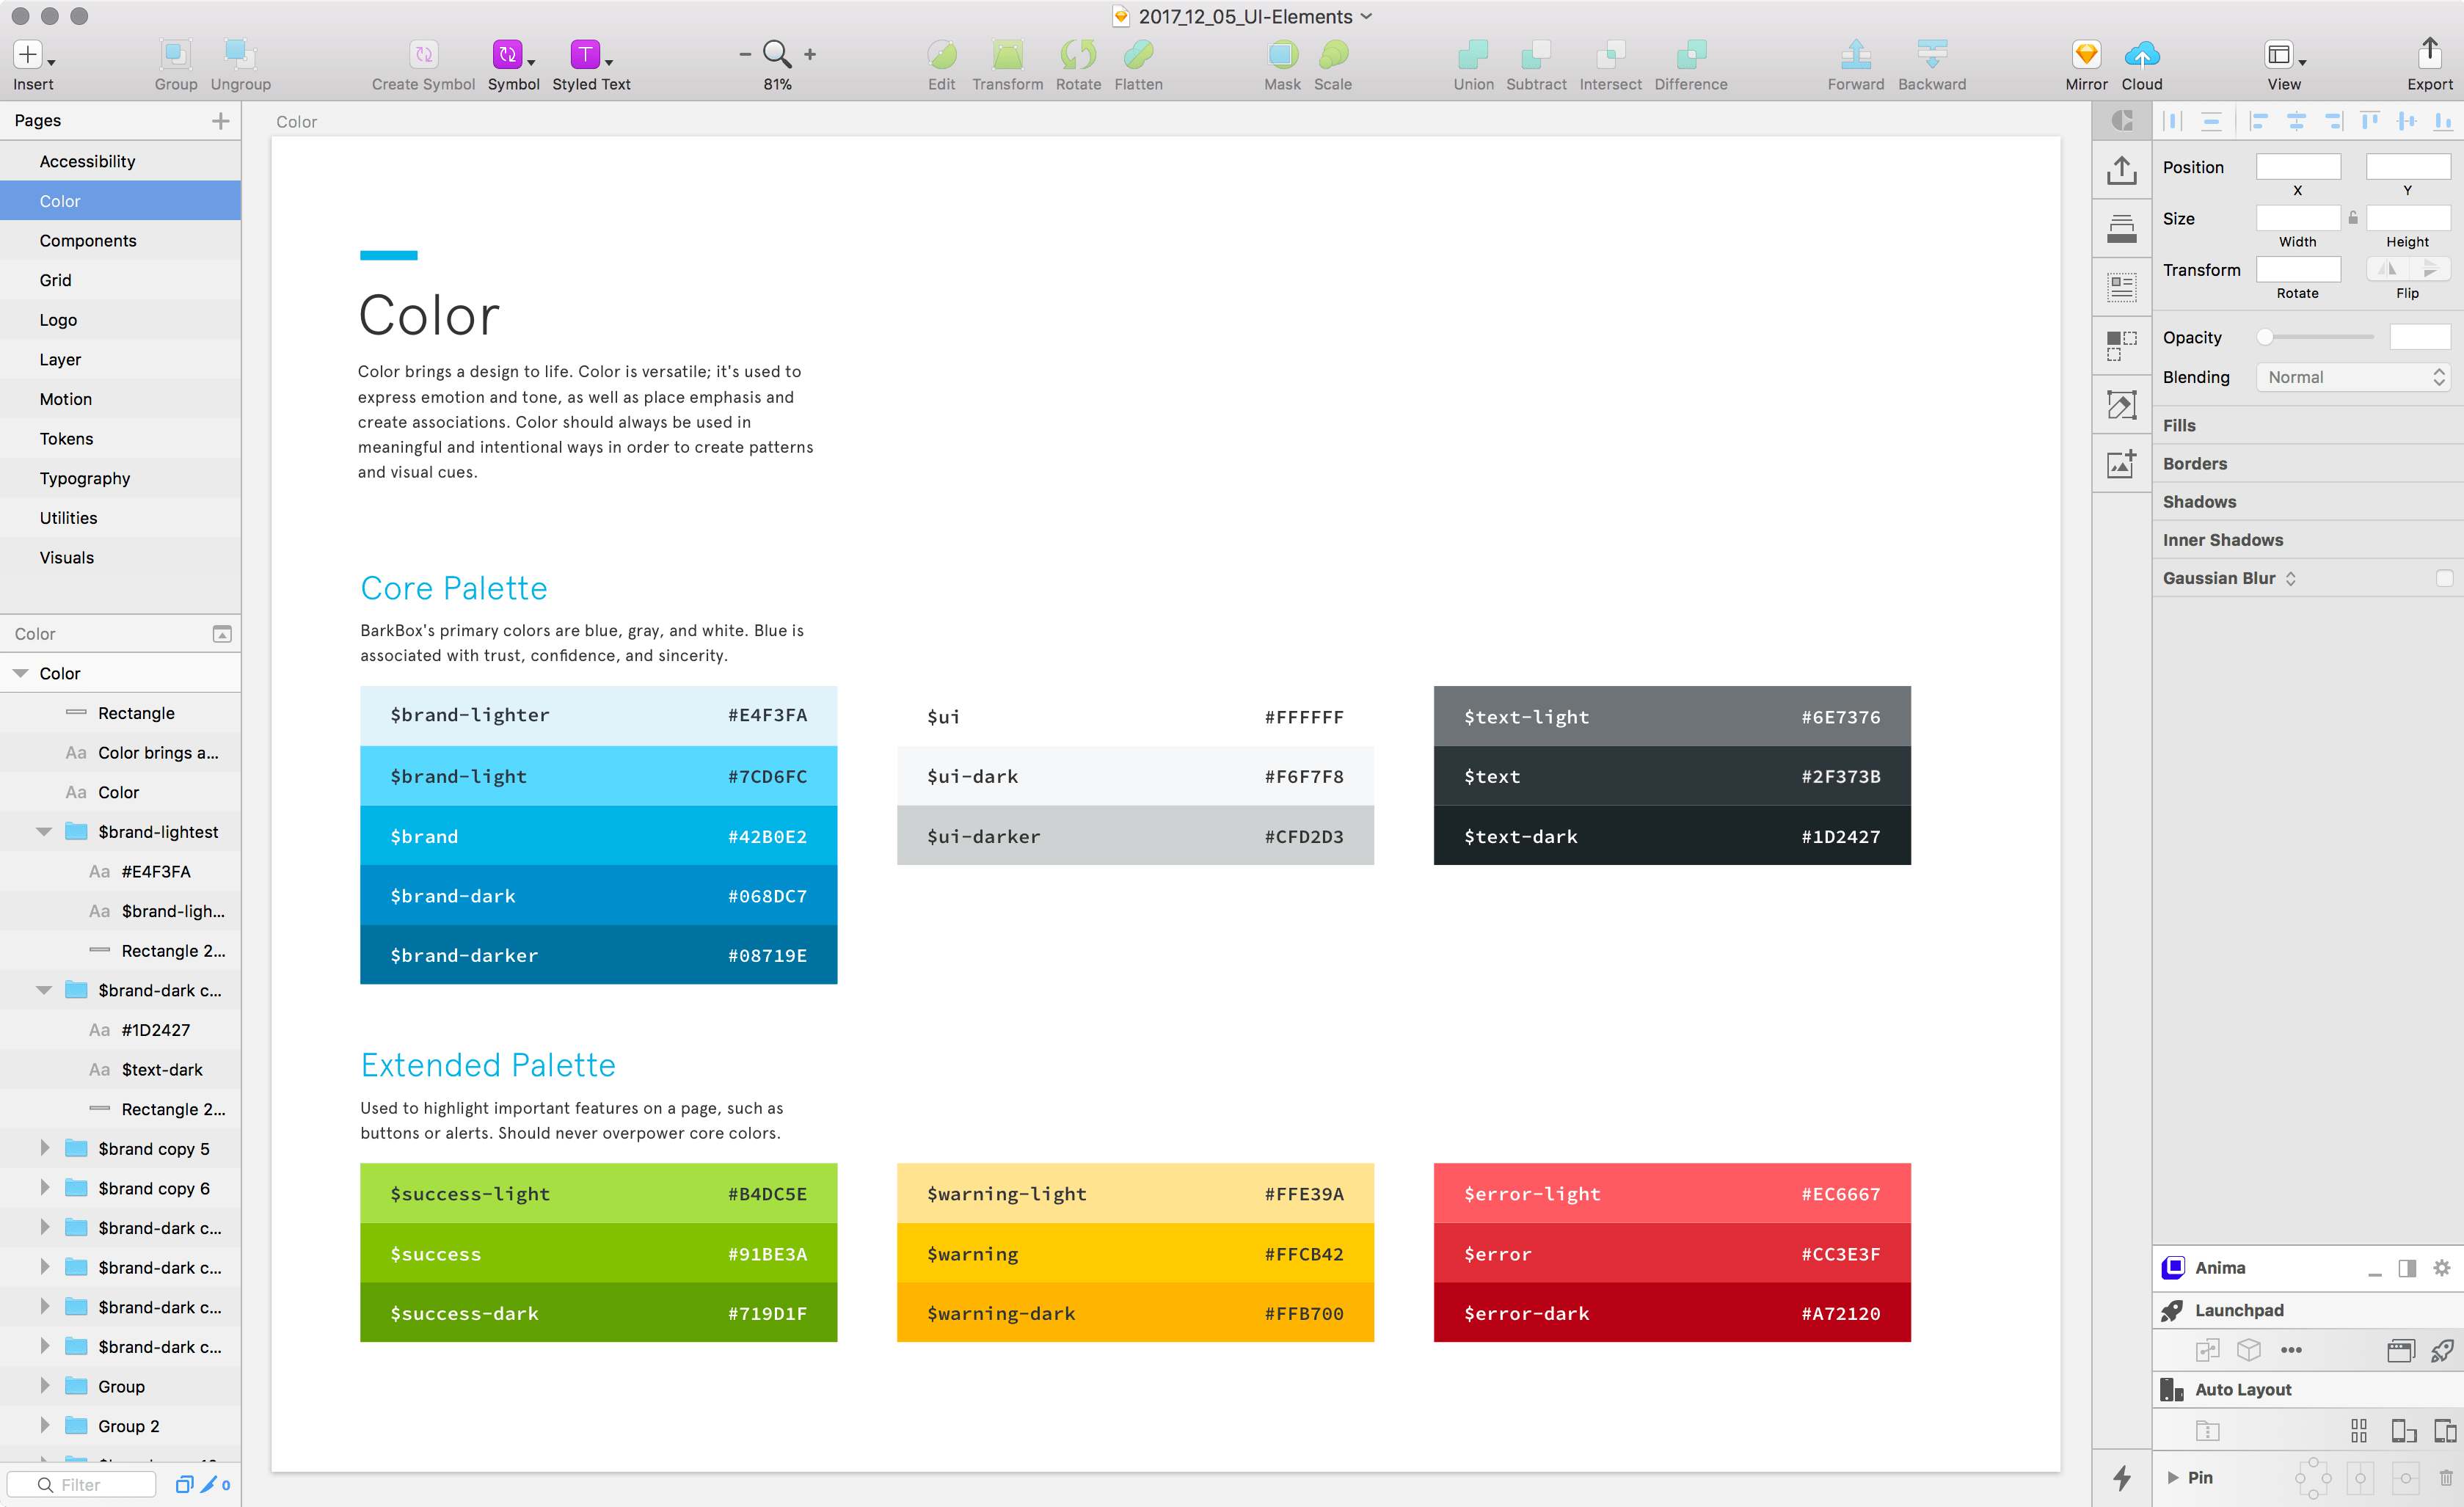 2017_12_05_UI-Elements
Insert
Group
Ungroup
Create Symbol
Symbol
Styled Text
81%
Edit
Transform
Rotate
Flatten
Mask
Scale
Union
Subtract
Intersect
Difference
Forward
Backward
Mirror
Cloud
View
Export
Pages
Accessibility
Color
Components
Grid
Logo
Layer
Motion
Tokens
Typography
Utilities
Visuals
Color
Color
Rectangle
Aa Color brings a...
Aa Color
$brand-lightest
Aa #E4F3FA
Aa $brand-ligh...
Rectangle 2...
$brand-dark c...
Aa #1D2427
Aa $text-dark
Rectangle 2...
$brand copy 5
$brand copy 6
$brand-dark c...
$brand-dark c...
$brand-dark c...
$brand-dark c...
Group
Group 2
Filter
0
Color
Color
Color brings a design to life. Color is versatile; it's used to
express emotion and tone, as well as place emphasis and
create associations. Color should always be used in
meaningful and intentional ways in order to create patterns
and visual cues.
Core Palette
BarkBox's primary colors are blue, gray, and white. Blue is
associated with trust, confidence, and sincerity.
$brand-lighter #E4F3FA
$brand-light #7CD6FC
$brand #42B0E2
$brand-dark #068DC7
$brand-darker #08719E
$ui #FFFFFF
$ui-dark #F6F7F8
$ui-darker #CFD2D3
$text-light #6E7376
$text #2F373B
$text-dark #1D2427
Extended Palette
Used to highlight important features on a page, such as
buttons or alerts. Should never overpower core colors.
$success-light #B4DC5E
$success #91BE3A
$success-dark #719D1F
$warning-light #FFE39A
$warning #FFCB42
$warning-dark #FFB700
$error-light #EC6667
$error #CC3E3F
$error-dark #A72120
Position
X
Y
Size
Width
Height
Transform
Rotate
Flip
Opacity
Blending
Normal
Fills
Borders
Shadows
Inner Shadows
Gaussian Blur
Anima
Launchpad
Auto Layout
Pin